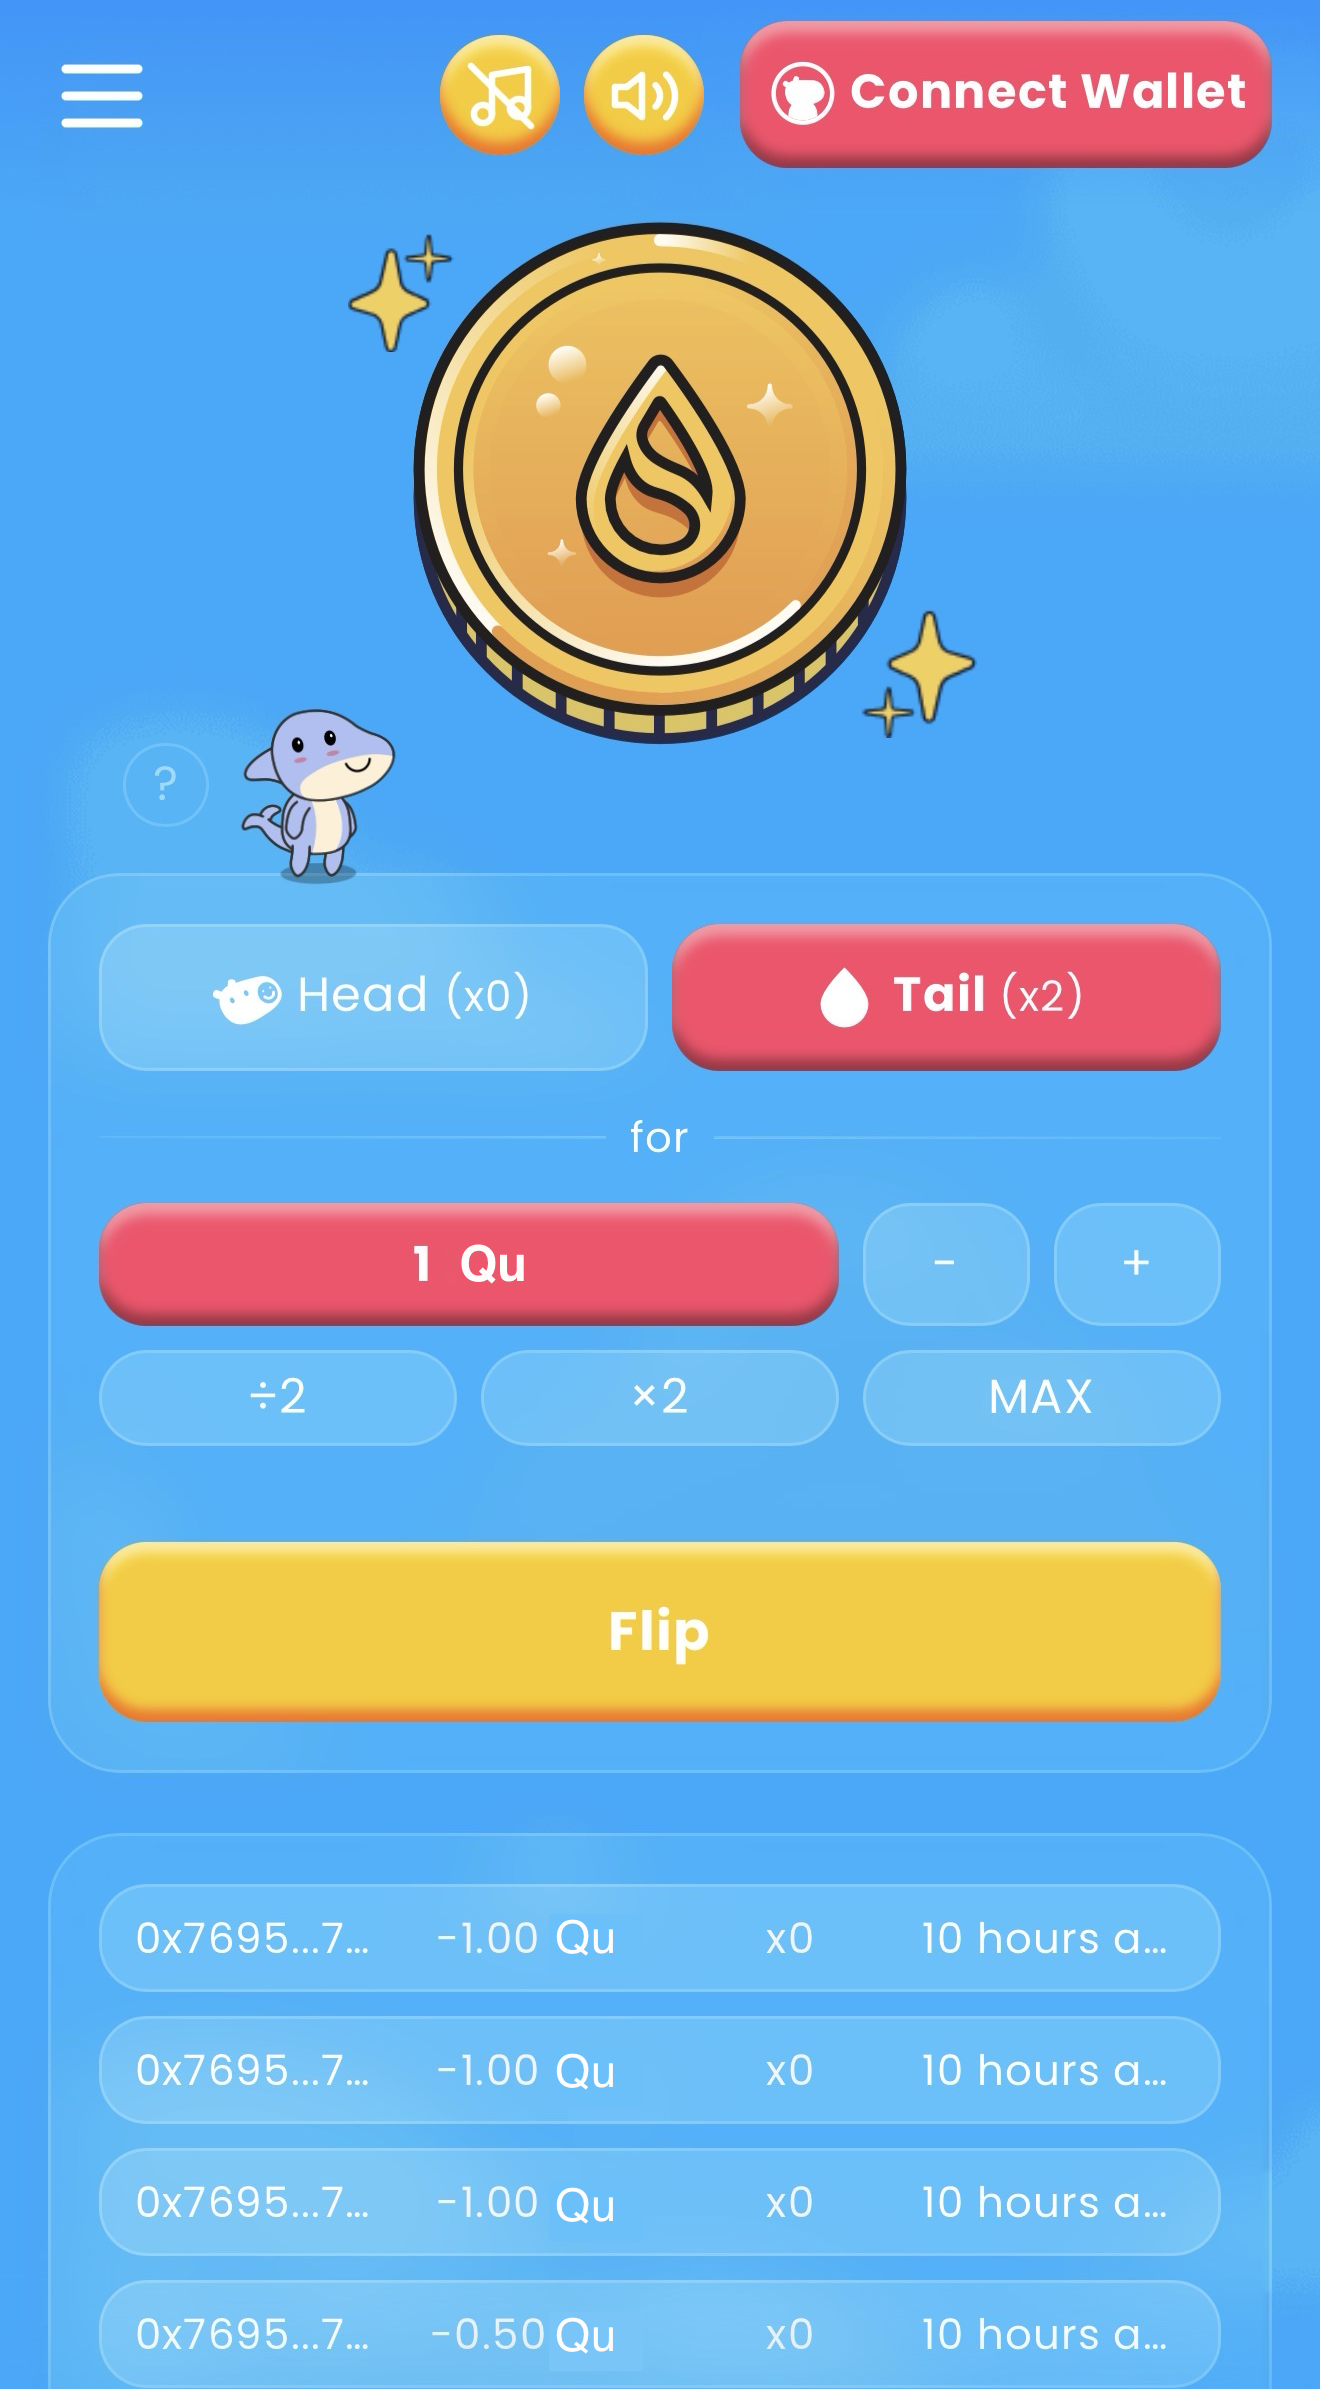 Connect Wallet
?
Head (x0)
Tail (x2)
for
1 Qu
-
+
÷2
×2
MAX
Flip
0x7695...7... -1.00 Qu x0 10 hours a...
0x7695...7... -1.00 Qu x0 10 hours a...
0x7695...7... -1.00 Qu x0 10 hours a...
0x7695...7... -0.50 Qu x0 10 hours a...